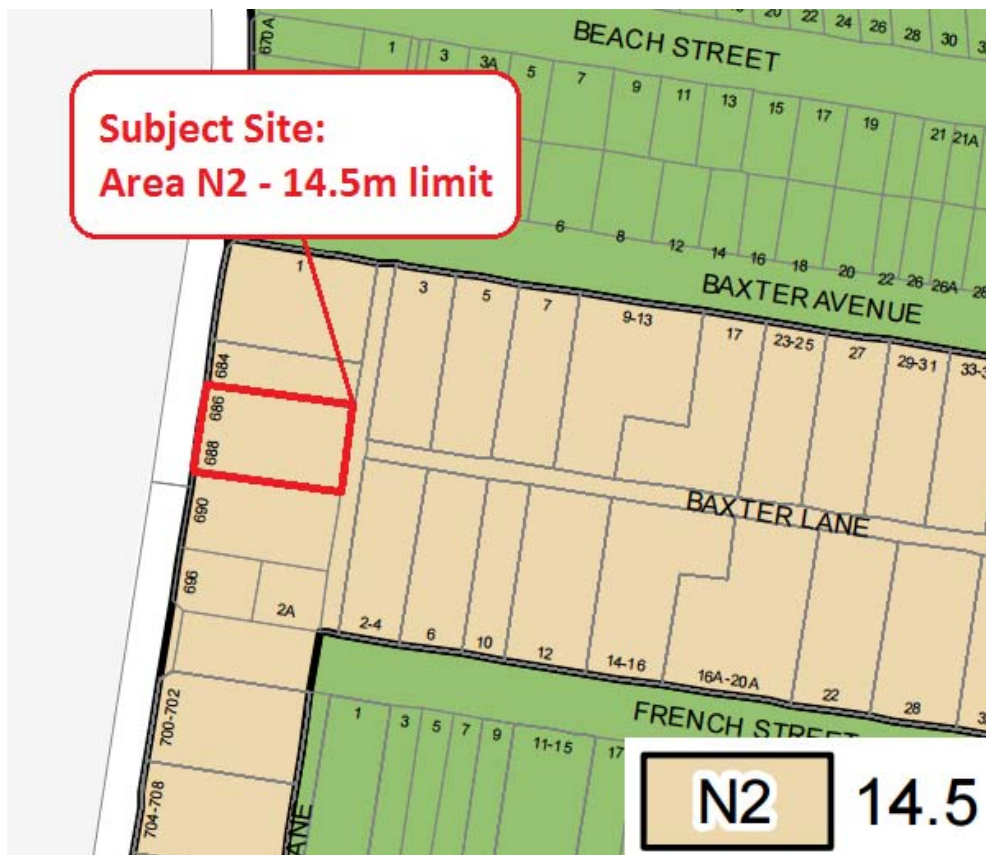 20 22 24 26 28 30
670 A
BEACH STREET
1 3 3A 5 7 9 11 13 15 17 19 21 21A
Subject Site:
Area N2 - 14.5m limit
6 8 12 14 16 18 20 22 26 26A 28
BAXTER AVENUE
1 3 5 7 9-13 17 23-25 27 29-31 33-3
684
686
688
BAXTER LANE
690
696
2A 2-4 6 10 12 14-16 16A-20A 22 28 3
FRENCH STREET
1 3 5 7 9 11-15 17
700-702
704-708
ANE
N2 14.5